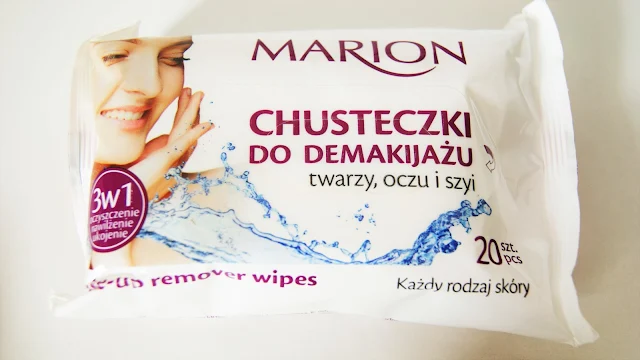 MARION
CHUSTECZKI
DO DEMAKIJAŻU
twarzy, oczu i szyi
3w1
oczyszczenie
nawilżenie
ukojenie
20 szt.
pcs
remover wipes
Każdy rodzaj skóry